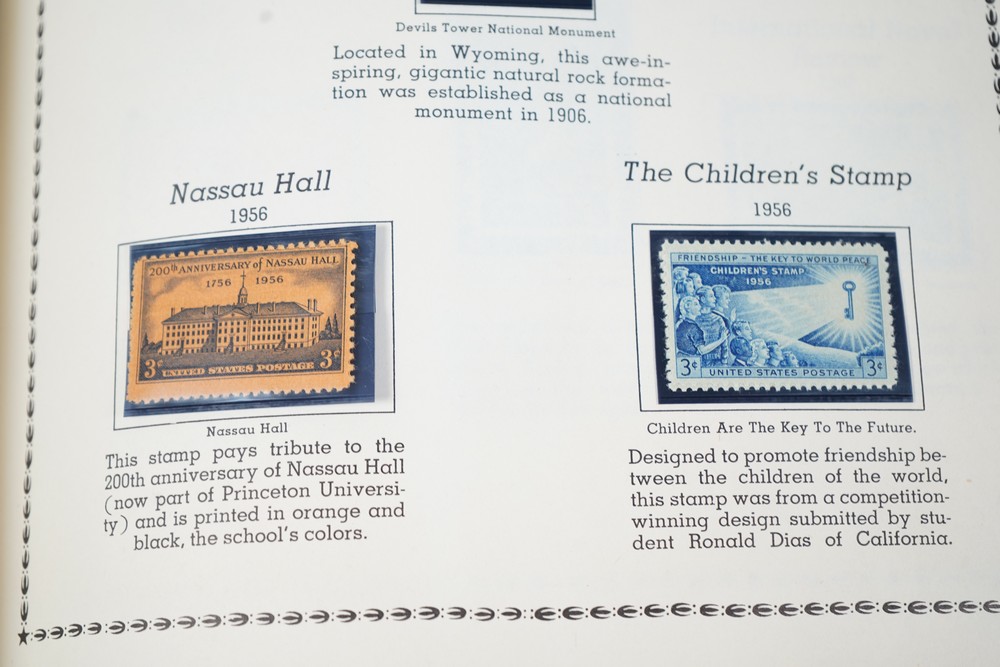 Devils Tower National Monument
Located in Wyoming, this awe-in-
spiring, gigantic natural rock forma-
tion was established as a national
monument in 1906.
Nassau Hall
1956
200th ANNIVERSARY of NASSAU HALL
1756 1956
3¢ UNITED STATES POSTAGE 3¢
Nassau Hall
This stamp pays tribute to the
200th anniversary of Nassau Hall
(now part of Princeton Universi-
ty) and is printed in orange and
black, the school's colors.
The Children's Stamp
1956
FRIENDSHIP - THE KEY TO WORLD PEACE
CHILDREN'S STAMP
1956
3¢ UNITED STATES POSTAGE 3¢
Children Are The Key To The Future.
Designed to promote friendship be-
tween the children of the world,
this stamp was from a competition-
winning design submitted by stu-
dent Ronald Dias of California.